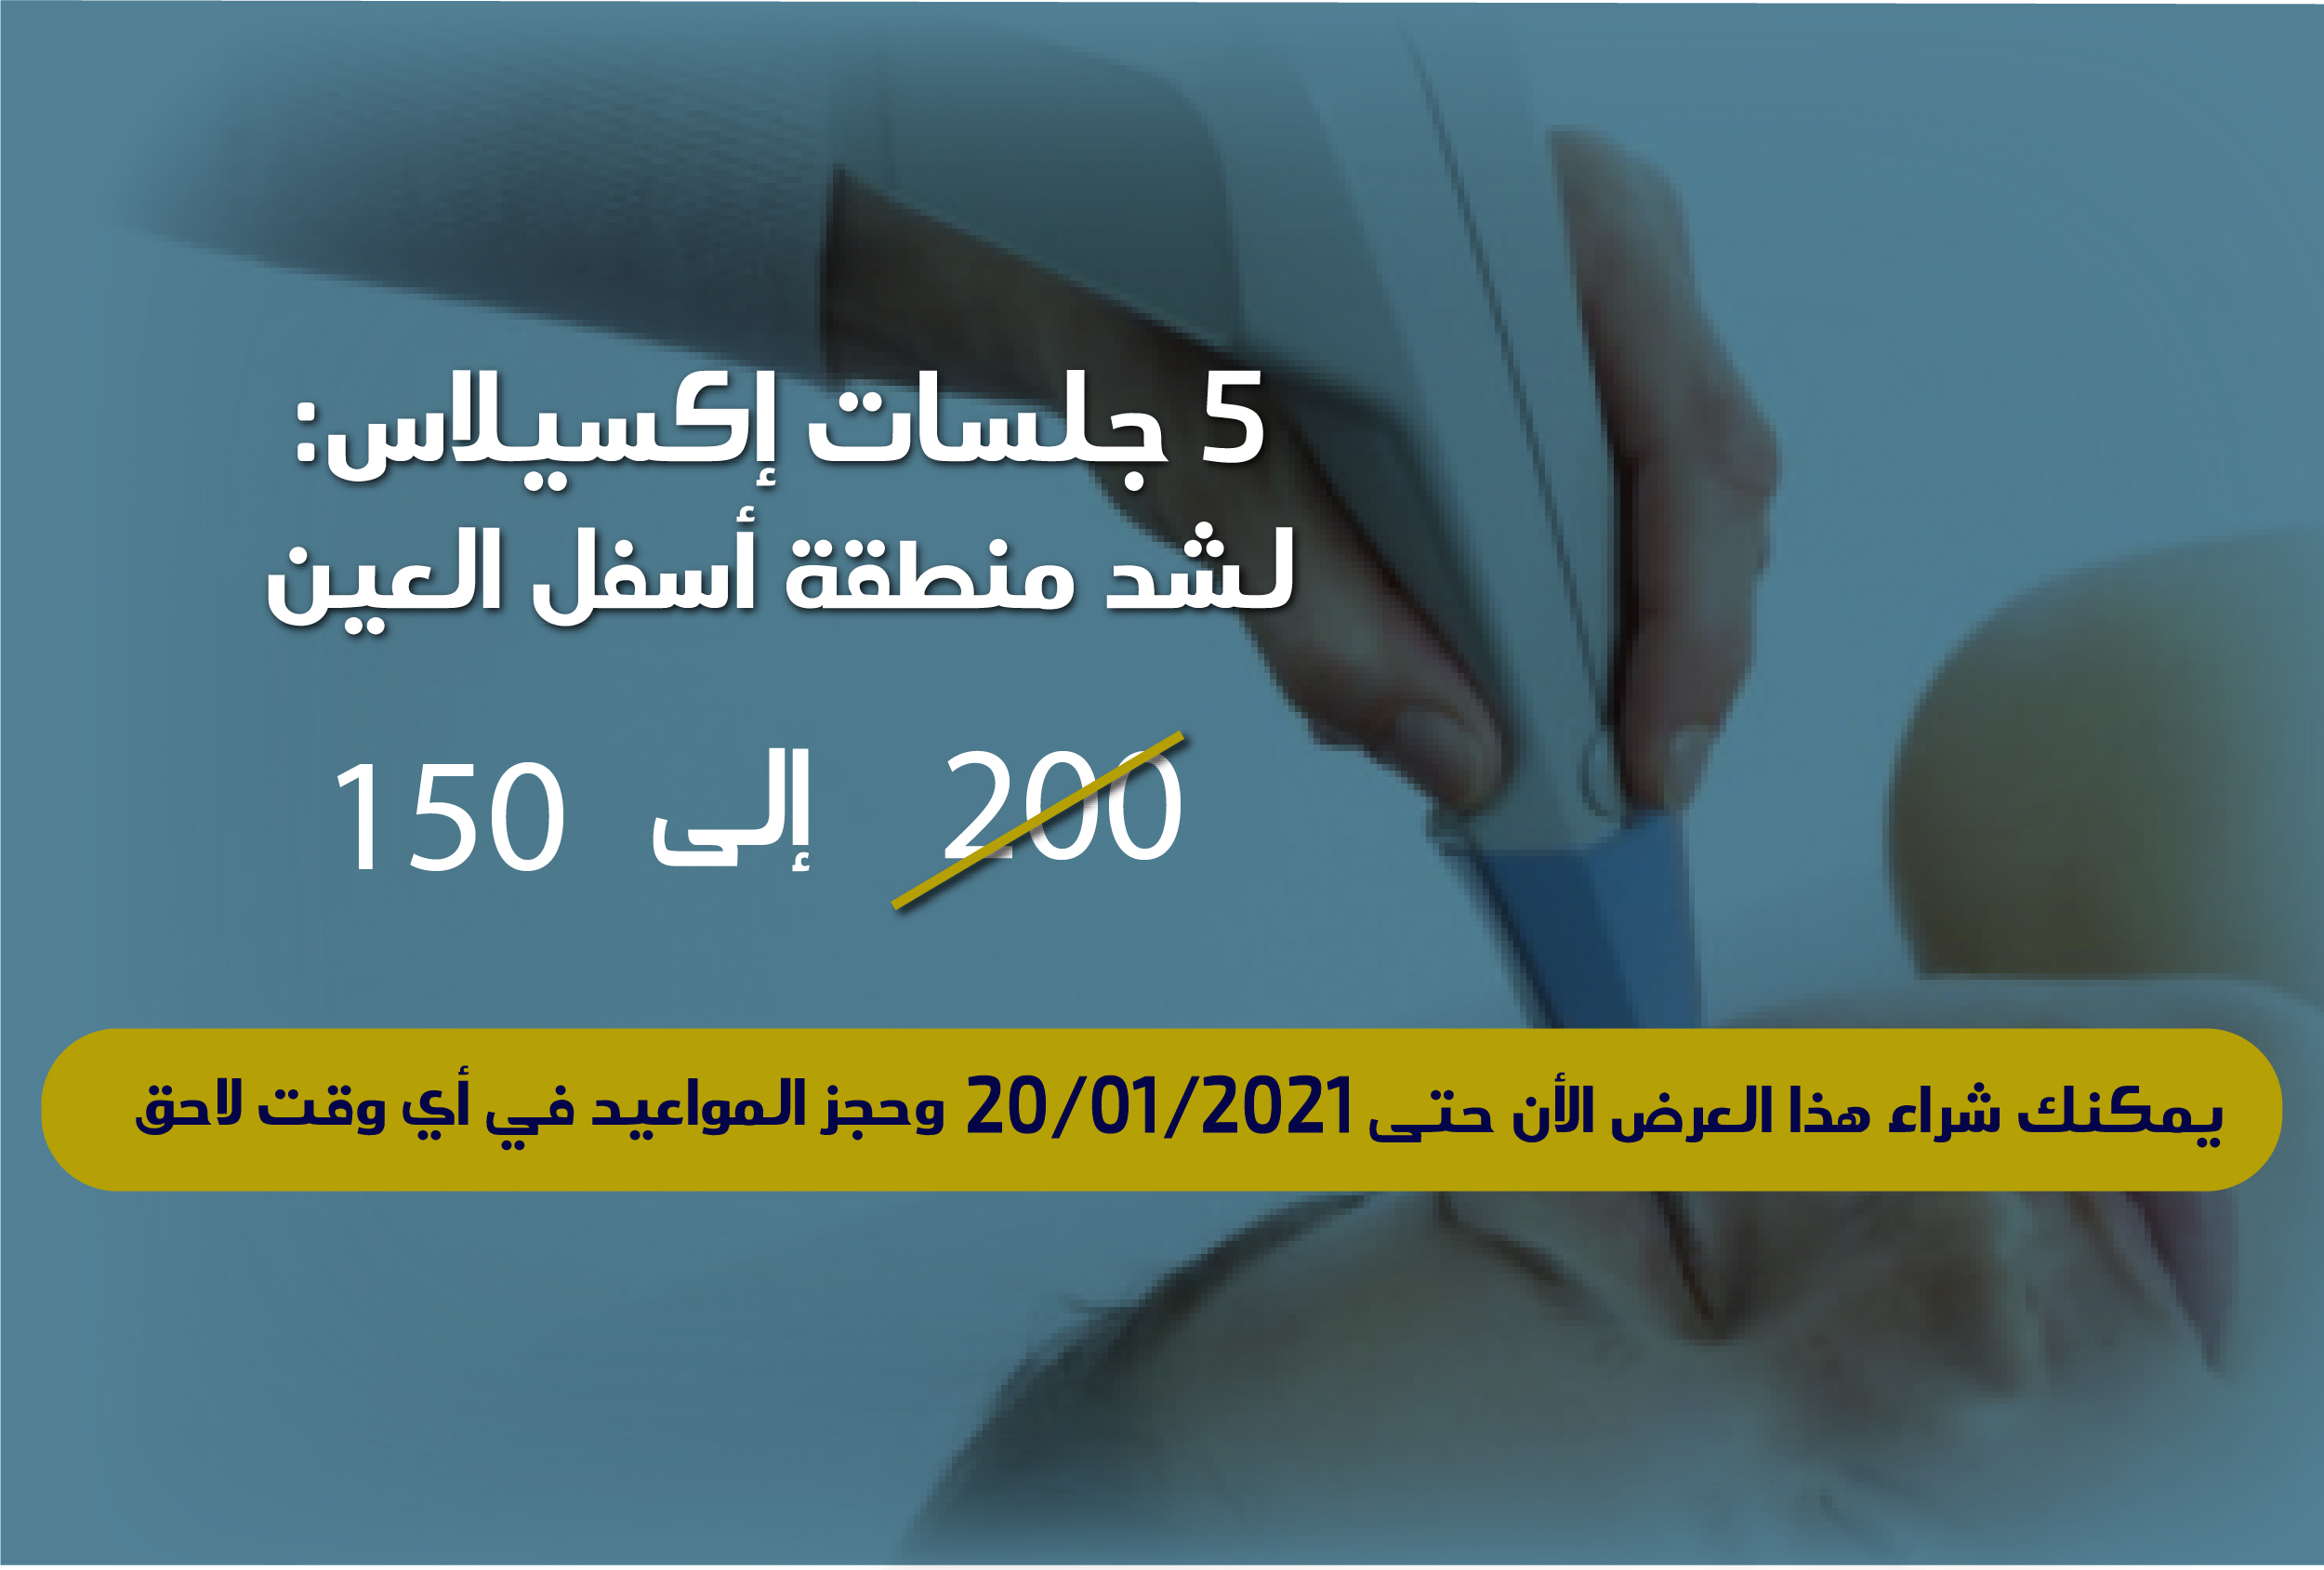 5 جلسات إكسيلاس:
لشد منطقة أسفل العين
200 إلى 150
يمكنك شراء هذا العرض الأن حتى 20/01/2021 وحجز المواعيد في أي وقت لاحق